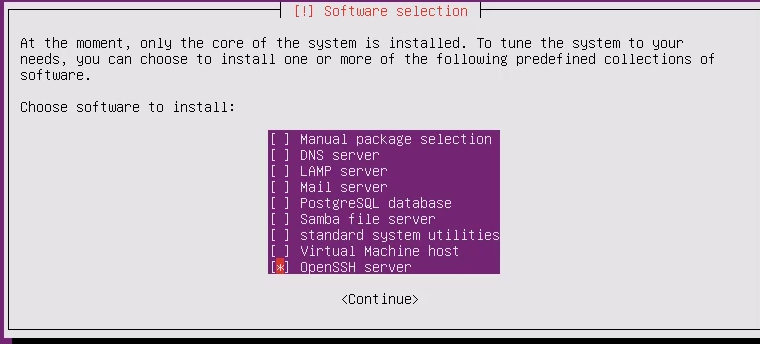 [!] Software selection
At the moment, only the core of the system is installed. To tune the system to your
needs, you can choose to install one or more of the following predefined collections of
software.
Choose software to install:
[ ] Manual package selection
[ ] DNS server
[ ] LAMP server
[ ] Mail server
[ ] PostgreSQL database
[ ] Samba file server
[ ] standard system utilities
[ ] Virtual Machine host
[*] OpenSSH server
<Continue>